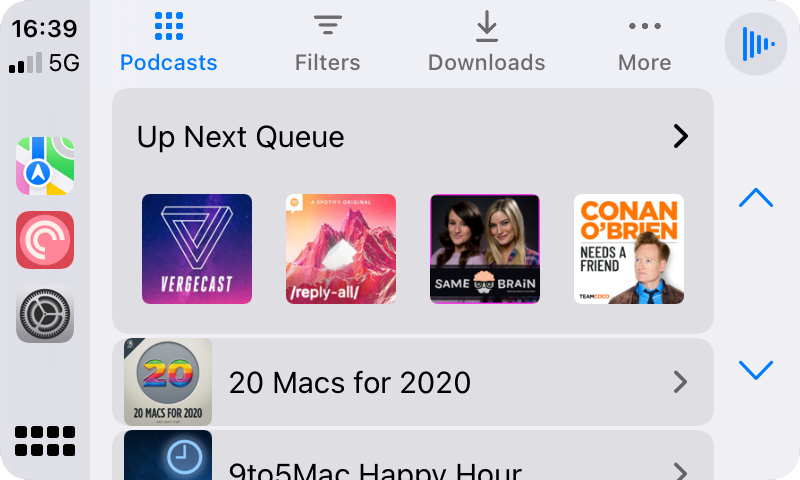 16:39
5G
Podcasts
Filters
Downloads
More
Up Next Queue
VERGECAST
A SPOTIFY ORIGINAL
/reply-all/
SAME BRAiN
CONAN
O'BRIEN
NEEDS A
FRIEND
TEAMCOCO
20
20 MACS FOR 2020
20 Macs for 2020
9to5Mac Happy Hour